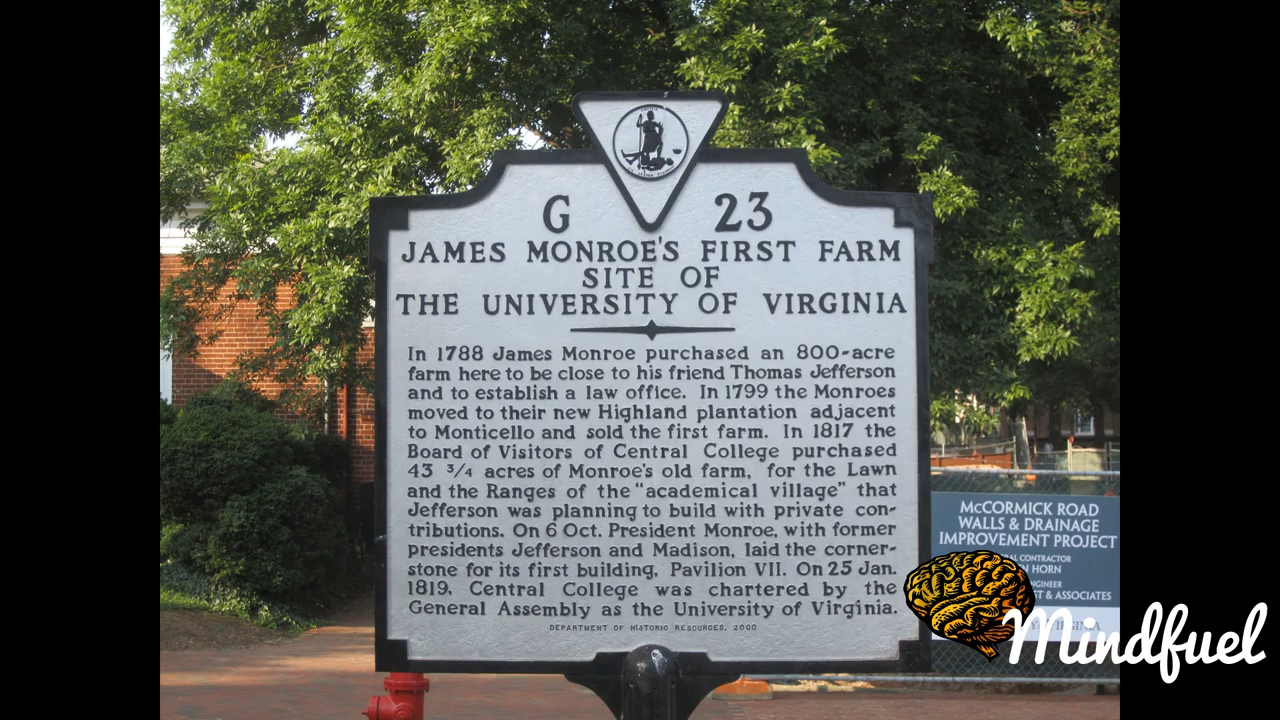 G 23
JAMES MONROE'S FIRST FARM
SITE OF
THE UNIVERSITY OF VIRGINIA
In 1788 James Monroe purchased an 800-acre
farm here to be close to his friend Thomas Jefferson
and to establish a law office. In 1799 the Monroes
moved to their new Highland plantation adjacent
to Monticello and sold the first farm. In 1817 the
Board of Visitors of Central College purchased
43 3/4 acres of Monroe's old farm, for the Lawn
and the Ranges of the "academical village" that
Jefferson was planning to build with private con-
tributions. On 6 Oct. President Monroe, with former
presidents Jefferson and Madison, laid the corner-
stone for its first building, Pavilion VII. On 25 Jan.
1819, Central College was chartered by the
General Assembly as the University of Virginia.
DEPARTMENT OF HISTORIC RESOURCES, 2000
McCORMICK ROAD
WALLS & DRAINAGE
IMPROVEMENT PROJECT
CONTRACTOR
HORN
& ASSOCIATES
Mindfuel